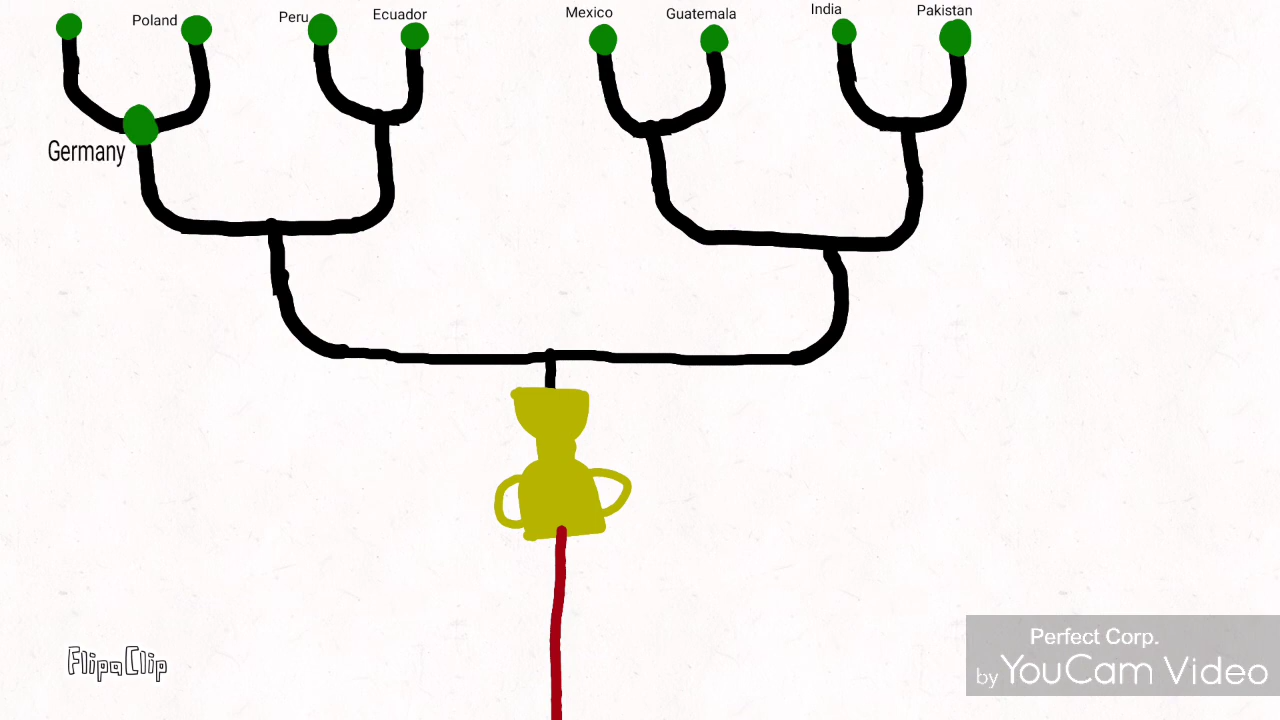 Poland
Peru
Ecuador
Mexico
Guatemala
India
Pakistan
Germany
FlipaClip
Perfect Corp.
by YouCam Video